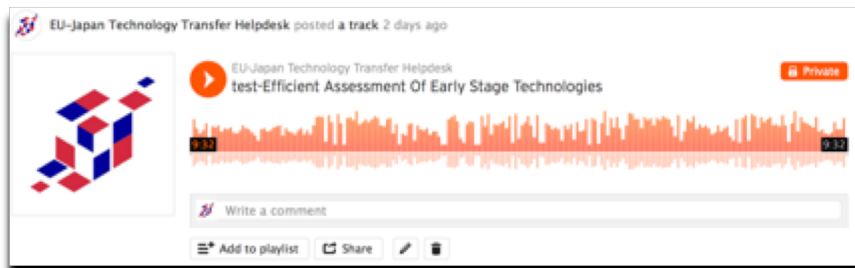 EU-Japan Technology Transfer Helpdesk posted a track 2 days ago
EU-Japan Technology Transfer Helpdesk
Private
test-Efficient Assessment Of Early Stage Technologies
9:32
9:32
Write a comment
Add to playlist
Share